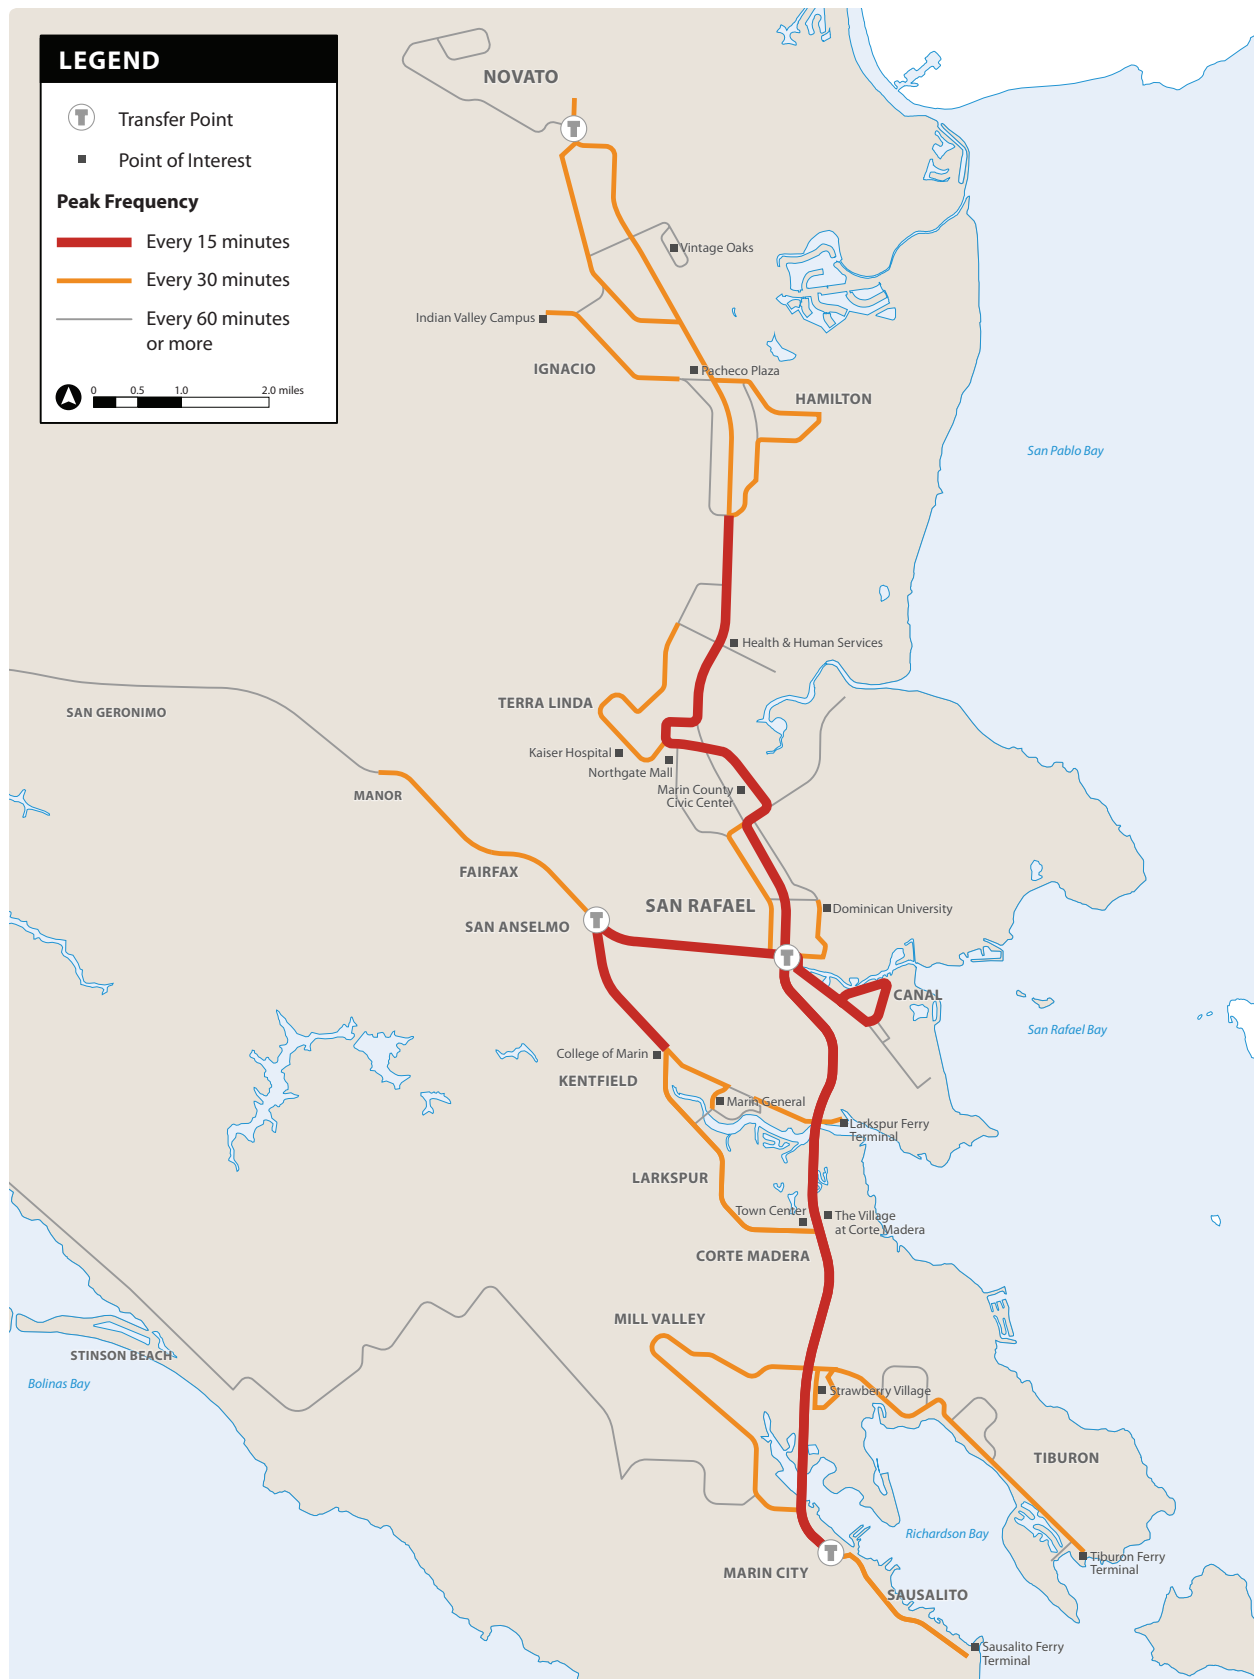 LEGEND
T
Transfer Point
Point of Interest
Peak Frequency
Every 15 minutes
Every 30 minutes
Every 60 minutes
or more
0 0.5 1.0 2.0 miles
NOVATO
T
Vintage Oaks
Indian Valley Campus
IGNACIO
Pacheco Plaza
HAMILTON
San Pablo Bay
Health & Human Services
TERRA LINDA
SAN GERONIMO
Kaiser Hospital
Northgate Mall
MANOR
Marin County
Civic Center
FAIRFAX
SAN RAFAEL
Dominican University
T
SAN ANSELMO
T
CANAL
San Rafael Bay
College of Marin
KENTFIELD
Marin General
Larkspur Ferry
Terminal
LARKSPUR
Town Center
The Village
at Corte Madera
CORTE MADERA
MILL VALLEY
STINSON BEACH
Bolinas Bay
Strawberry Village
TIBURON
Richardson Bay
T
Tiburon Ferry
Terminal
MARIN CITY
SAUSALITO
Sausalito Ferry
Terminal